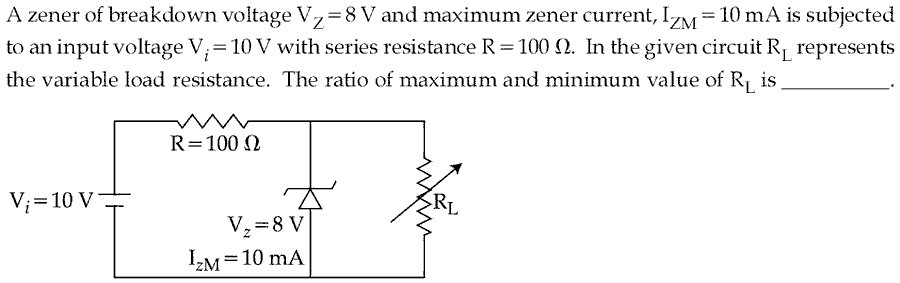 A zener of breakdown voltage V_Z = 8 V and maximum zener current, I_ZM = 10 mA is subjected
to an input voltage V_i = 10 V with series resistance R = 100 Ω. In the given circuit R_L represents
the variable load resistance. The ratio of maximum and minimum value of R_L is __________.
R = 100 Ω
V_i = 10 V
R_L
V_z = 8 V
I_zM = 10 mA